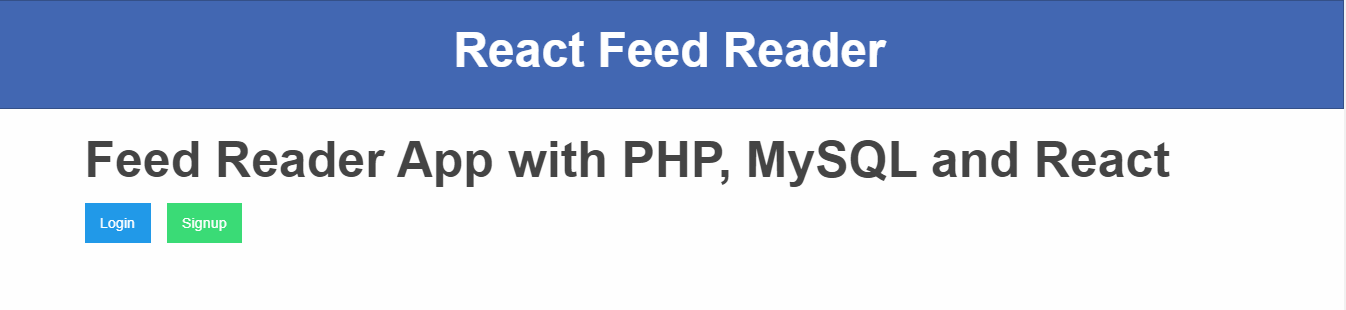 React Feed Reader
Feed Reader App with PHP, MySQL and React
Login Signup